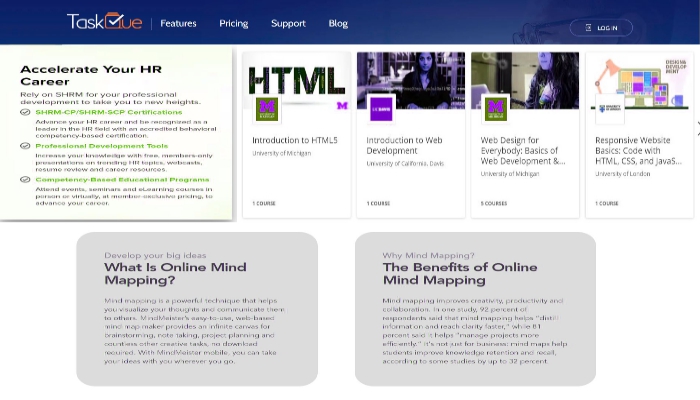 TaskQue
Features
Pricing
Support
Blog
LOG IN
Accelerate Your HR
Career
Rely on SHRM for your professional
development to take you to new heights.
SHRM-CP/SHRM-SCP Certifications
Advance your HR career and be recognized as a
leader in the HR field with an accredited behavioral
competency-based certification.
Professional Development Tools
Increase your knowledge with free, members-only
presentations on trending HR topics, webcasts,
resume review and career resources.
Competency-Based Educational Programs
Attend events, seminars and eLearning courses in
person or virtually, at member-exclusive pricing, to
advance your career.
HTML
M
Introduction to HTML5
University of Michigan
1 COURSE
UC DAVIS
Introduction to Web
Development
University of California, Davis
1 COURSE
M
Web Design for
Everybody: Basics of
Web Development &...
University of Michigan
5 COURSES
DESIGN &
DEVELOP
MENT
Responsive Website
Basics: Code with
HTML, CSS, and JavaS...
University of London
1 COURSE
Develop your big ideas
What Is Online Mind
Mapping?
Mind mapping is a powerful technique that helps
you visualize your thoughts and communicate them
to others. MindMeister's easy-to-use, web-based
mind map maker provides an infinite canvas for
brainstorming, note taking, project planning and
countless other creative tasks, no download
required. With MindMeister mobile, you can take
your ideas with you wherever you go.
Why Mind Mapping?
The Benefits of Online
Mind Mapping
Mind mapping improves creativity, productivity and
collaboration. In one study, 92 percent of
respondents said that mind mapping helps "distill
information and reach clarity faster," while 81
percent said it helps "manage projects more
efficiently." It's not just for business: mind maps help
students improve knowledge retention and recall,
according to some studies by up to 32 percent.